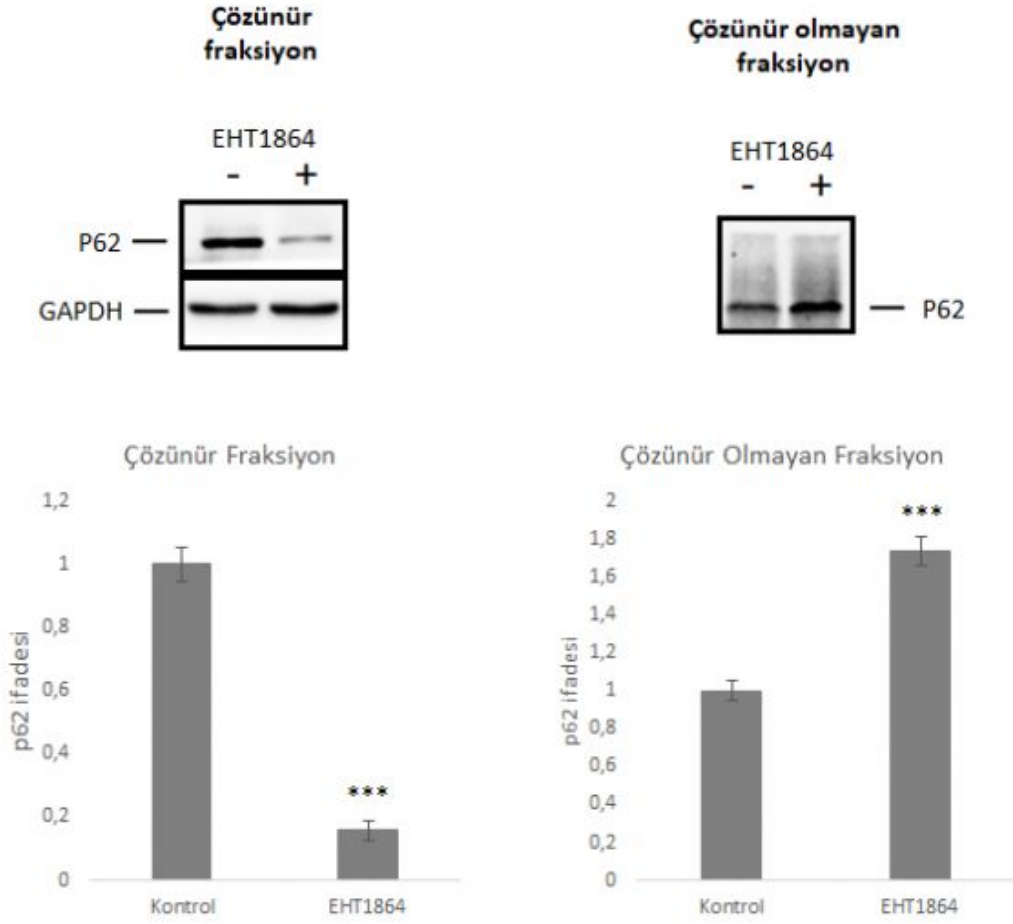 Çözünür
fraksiyon
EHT1864
- +
P62
GAPDH
Çözünür olmayan
fraksiyon
EHT1864
- +
P62
Çözünür Fraksiyon
1,2
1
0,8
0,6
0,4
0,2
0
p62 ifadesi
***
Kontrol EHT1864
Çözünür Olmayan Fraksiyon
2
1,8
1,6
1,4
1,2
1
0,8
0,6
0,4
0,2
0
p62 ifadesi
***
Kontrol EHT1864